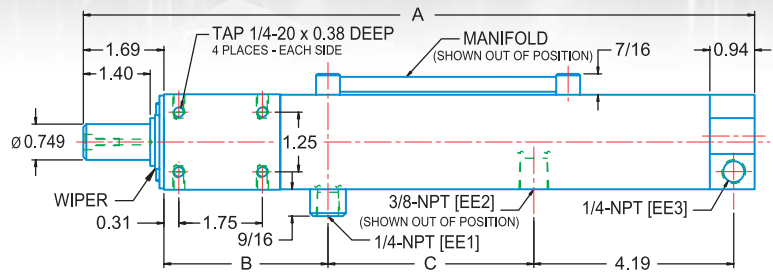 A
1.69
TAP 1/4-20 x 0.38 DEEP
4 PLACES - EACH SIDE
MANIFOLD
(SHOWN OUT OF POSITION)
7/16
0.94
1.40
Ø 0.749
1.25
WIPER
0.31
1.75
9/16
3/8-NPT [EE2]
(SHOWN OUT OF POSITION)
1/4-NPT [EE1]
1/4-NPT [EE3]
B
C
4.19